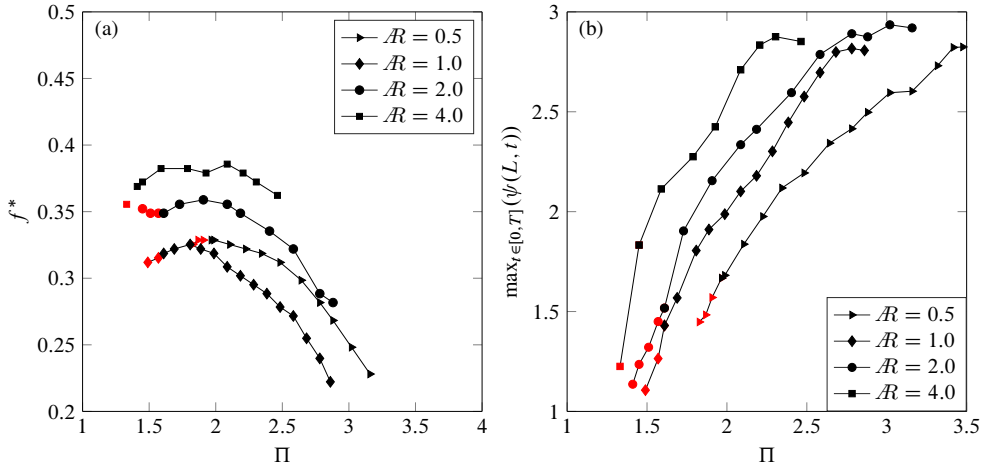 (a)
Æ = 0.5
Æ = 1.0
Æ = 2.0
Æ = 4.0
0.5
0.45
0.4
0.35
0.3
0.25
0.2
f*
1 1.5 2 2.5 3 3.5 4
Π
(b)
3
2.5
2
1.5
1
max_{t∈[0,T]}(ψ(L, t))
Æ = 0.5
Æ = 1.0
Æ = 2.0
Æ = 4.0
1 1.5 2 2.5 3 3.5
Π